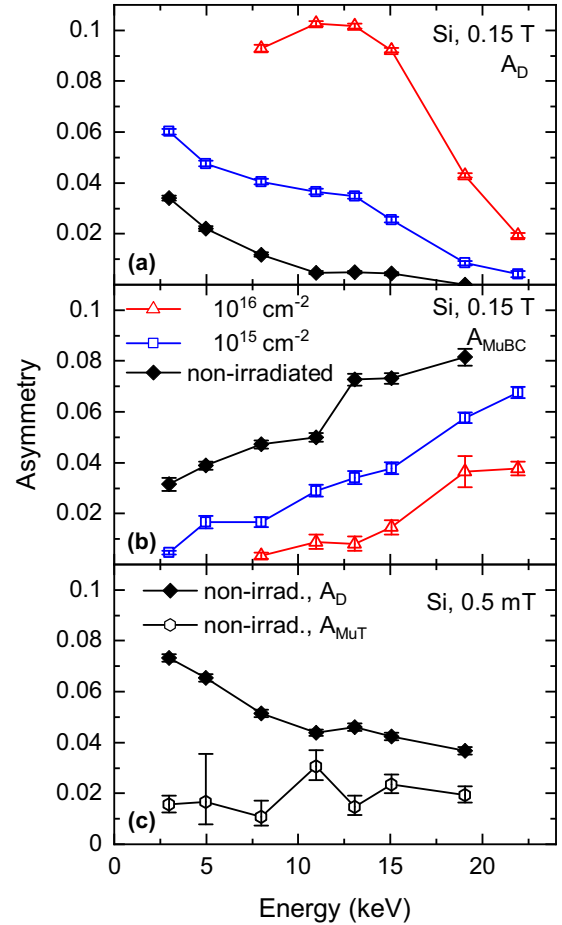 Asymmetry
0.1
0.08
0.06
0.04
0.02
Si, 0.15 T
A_D
(a)
0.1
0.08
0.06
0.04
0.02
10^16 cm^-2
10^15 cm^-2
non-irradiated
Si, 0.15 T
A_MuBC
(b)
0.1
0.08
0.06
0.04
0.02
0
non-irrad., A_D
non-irrad., A_MuT
Si, 0.5 mT
(c)
0 5 10 15 20
Energy (keV)